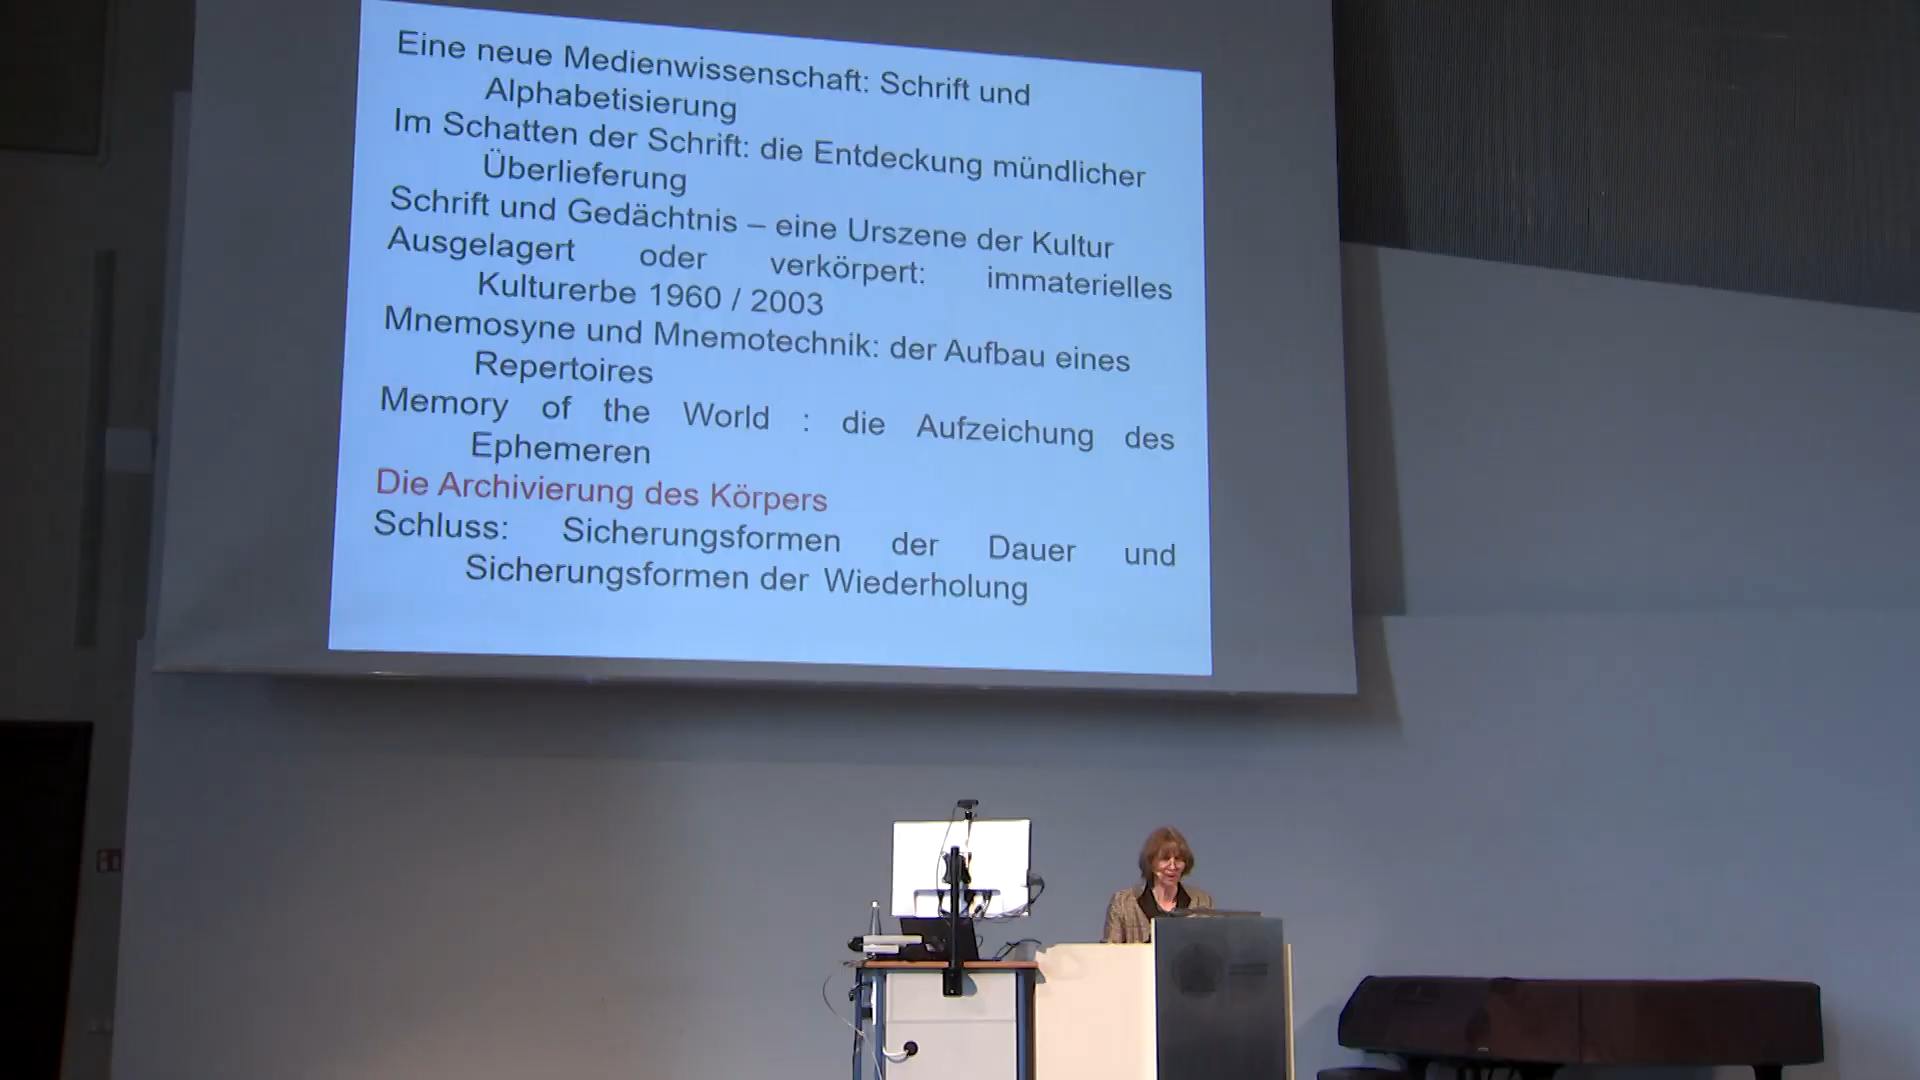 Eine neue Medienwissenschaft: Schrift und
Alphabetisierung
Im Schatten der Schrift: die Entdeckung mündlicher
Überlieferung
Schrift und Gedächtnis – eine Urszene der Kultur
Ausgelagert oder verkörpert: immaterielles
Kulturerbe 1960 / 2003
Mnemosyne und Mnemotechnik: der Aufbau eines
Repertoires
Memory of the World : die Aufzeichung des
Ephemeren
Die Archivierung des Körpers
Schluss: Sicherungsformen der Dauer und
Sicherungsformen der Wiederholung